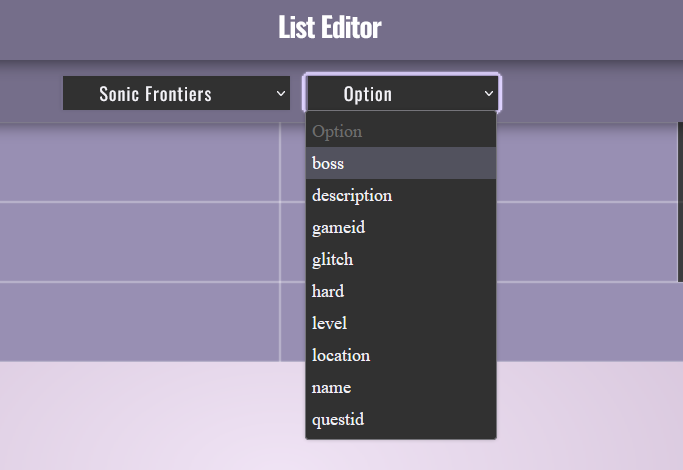 List Editor
Sonic Frontiers Option
Option
boss
description
gameid
glitch
hard
level
location
name
questid